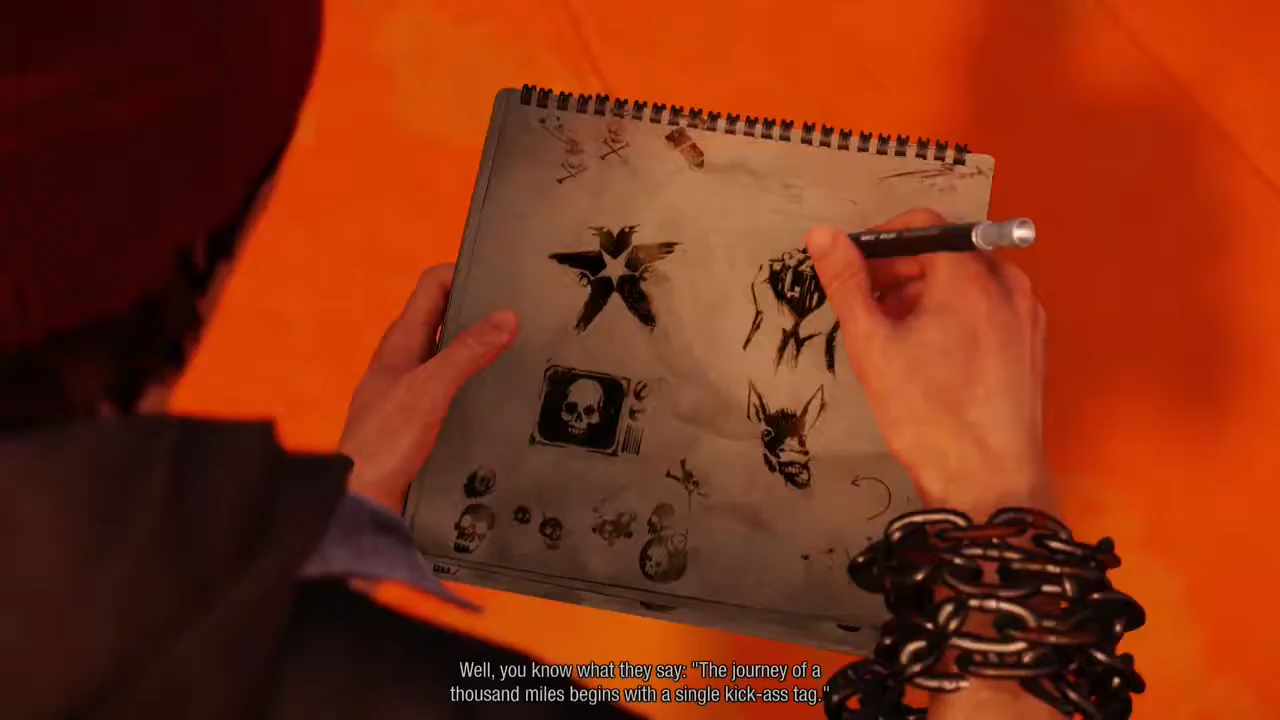 Well, you know what they say: "The journey of a
thousand miles begins with a single kick-ass tag."